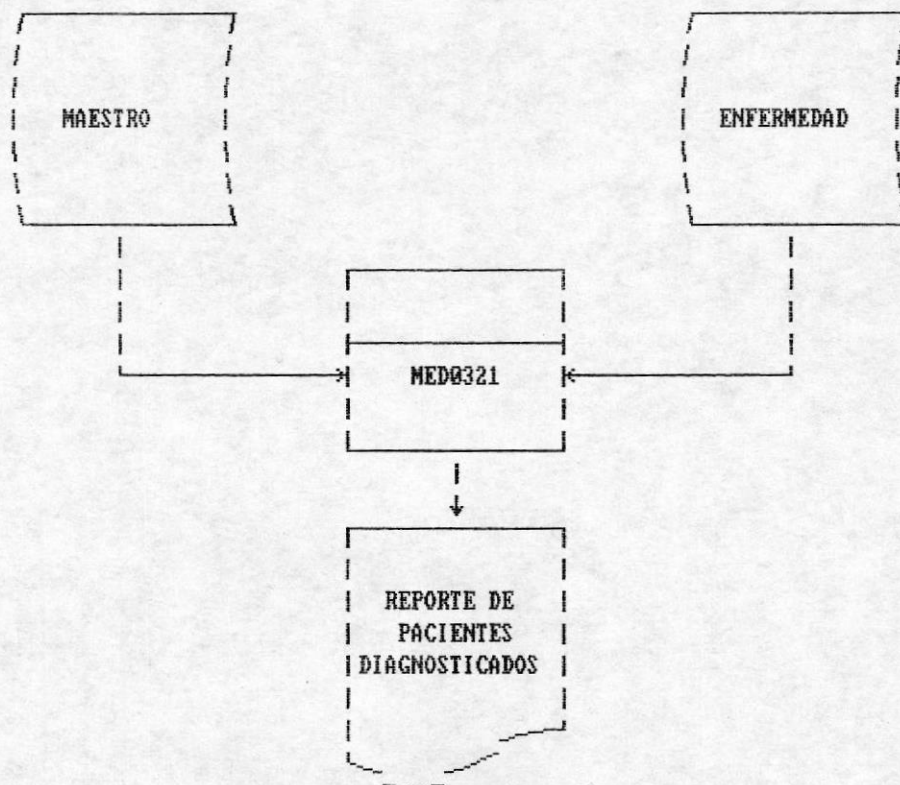 MAESTRO
ENFERMEDAD
MED0321
REPORTE DE
PACIENTES
DIAGNOSTICADOS